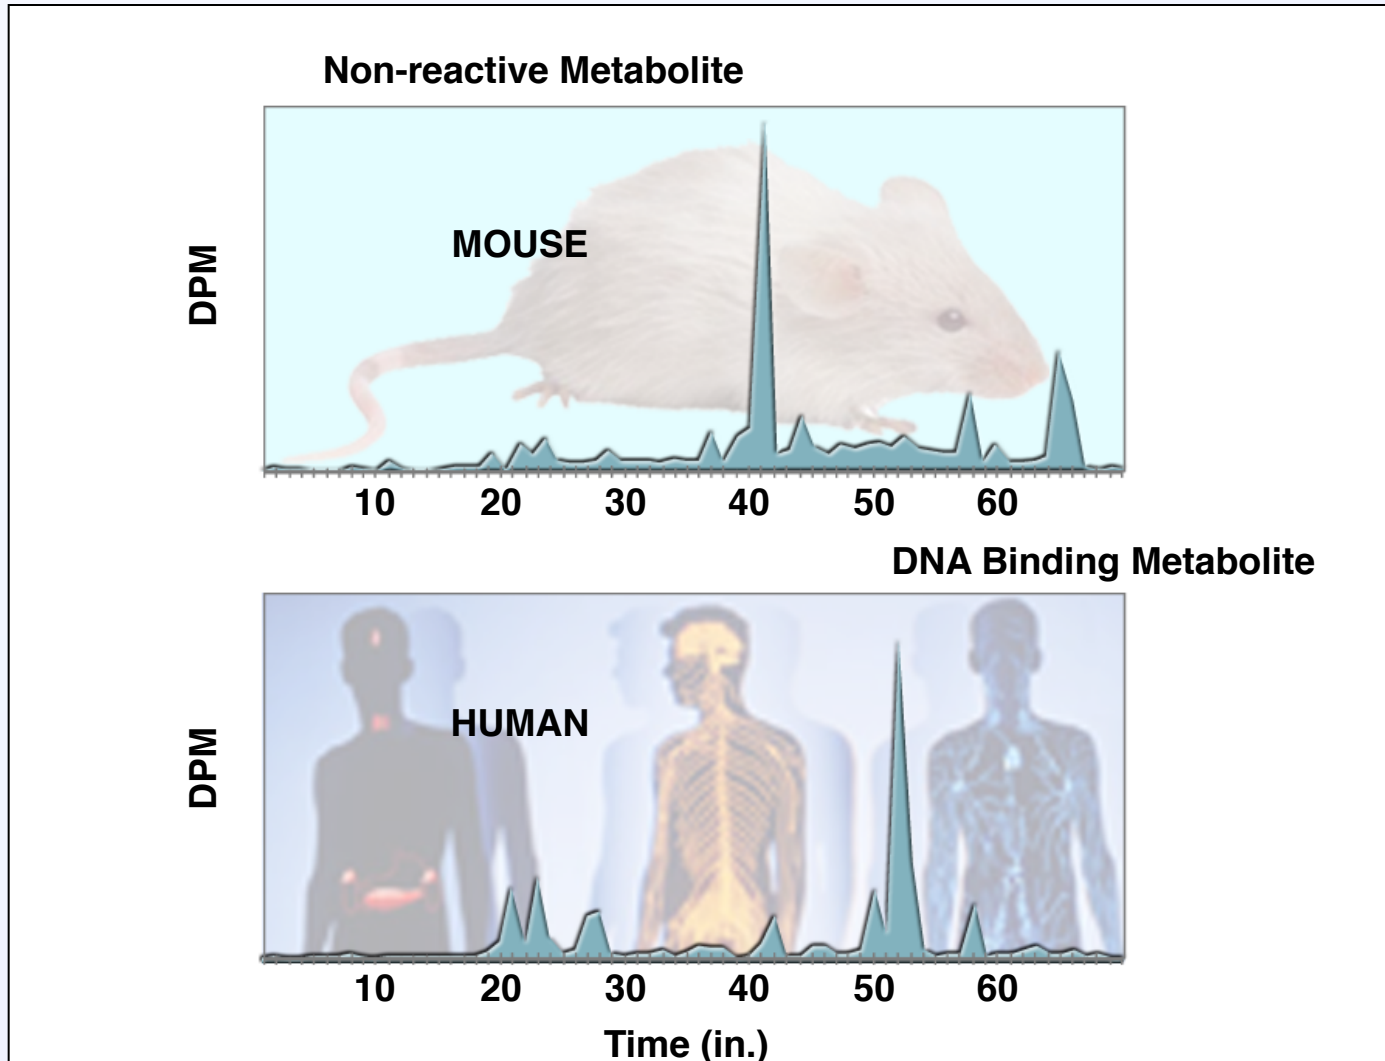 Non-reactive Metabolite
MOUSE
DPM
10 20 30 40 50 60
DNA Binding Metabolite
HUMAN
DPM
10 20 30 40 50 60
Time (in.)